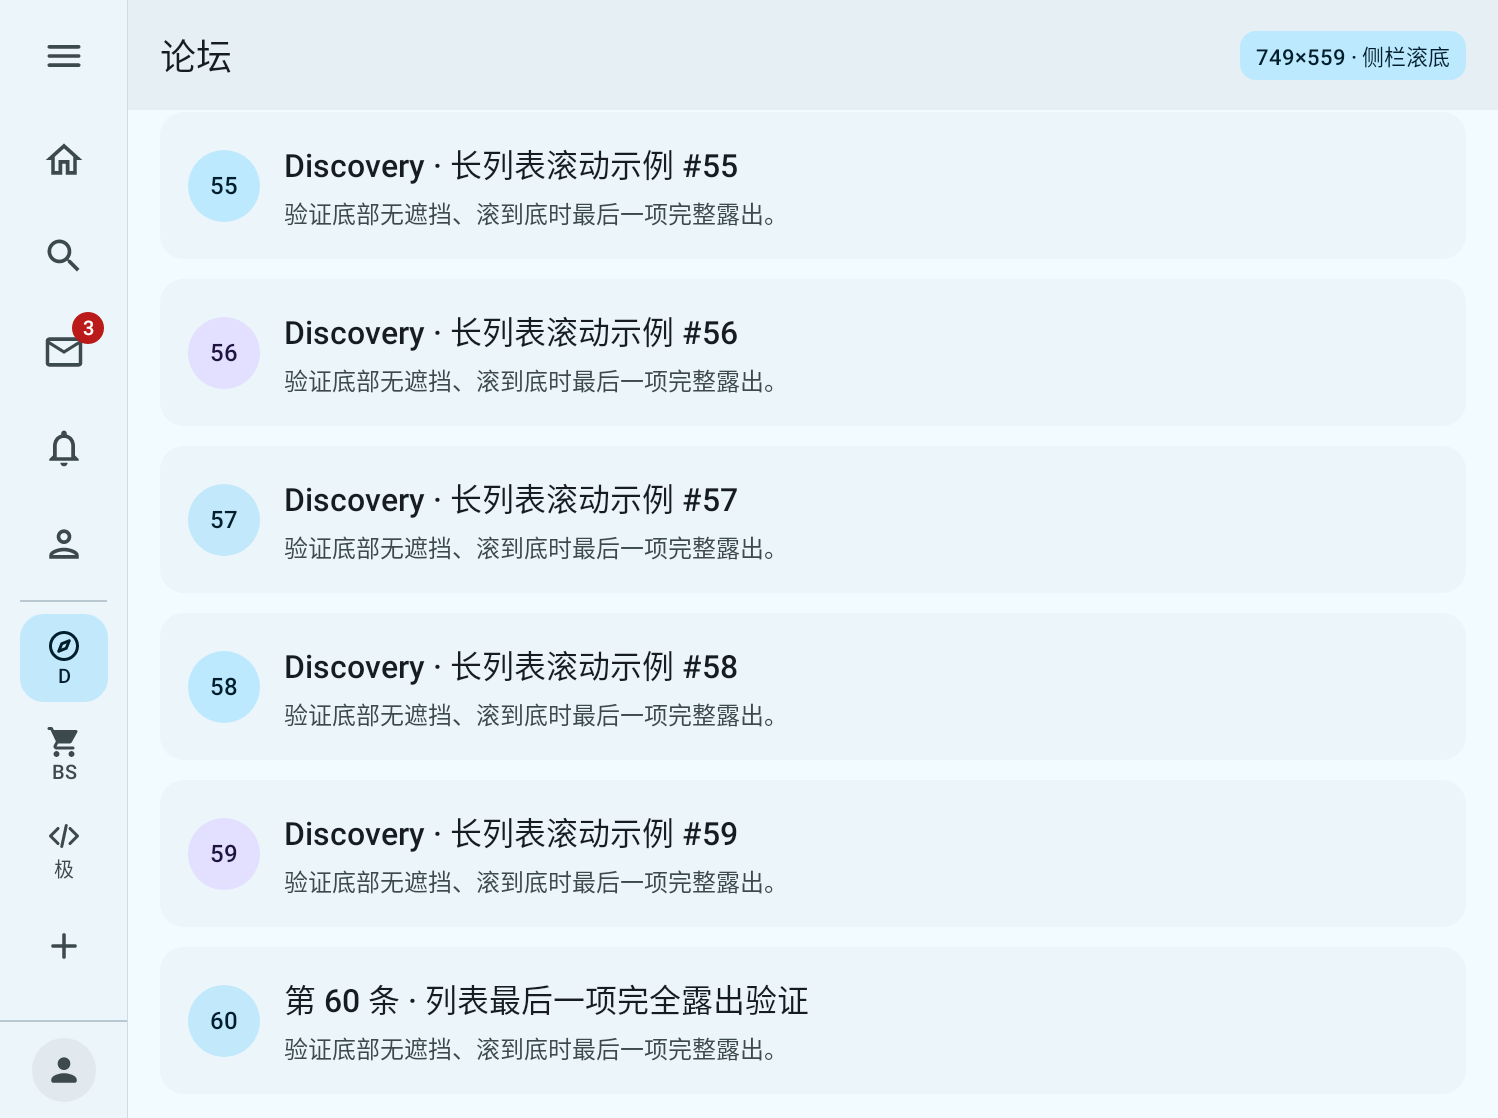 论坛
749×559 · 侧栏滚底
3
D
BS
极
55
Discovery · 长列表滚动示例 #55
验证底部无遮挡、滚到底时最后一项完整露出。
56
Discovery · 长列表滚动示例 #56
验证底部无遮挡、滚到底时最后一项完整露出。
57
Discovery · 长列表滚动示例 #57
验证底部无遮挡、滚到底时最后一项完整露出。
58
Discovery · 长列表滚动示例 #58
验证底部无遮挡、滚到底时最后一项完整露出。
59
Discovery · 长列表滚动示例 #59
验证底部无遮挡、滚到底时最后一项完整露出。
60
第 60 条 · 列表最后一项完全露出验证
验证底部无遮挡、滚到底时最后一项完整露出。